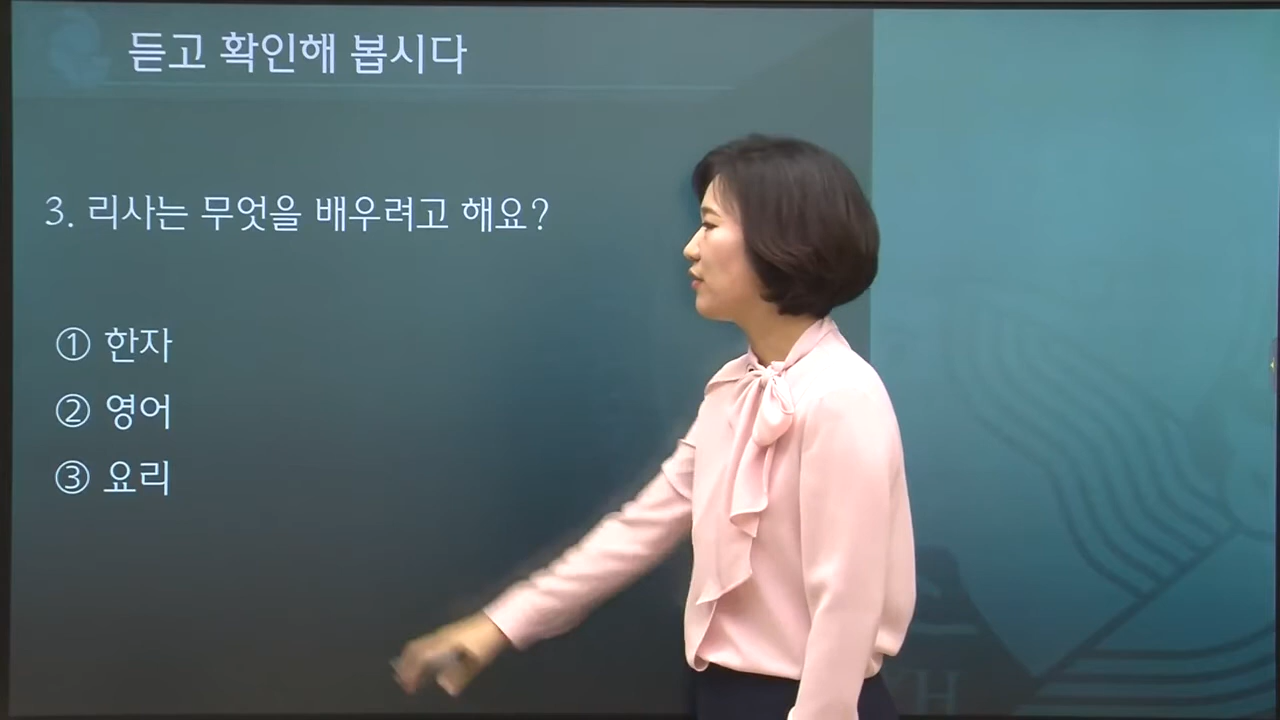 듣고 확인해 봅시다
3. 리사는 무엇을 배우려고 해요?
① 한자
② 영어
③ 요리